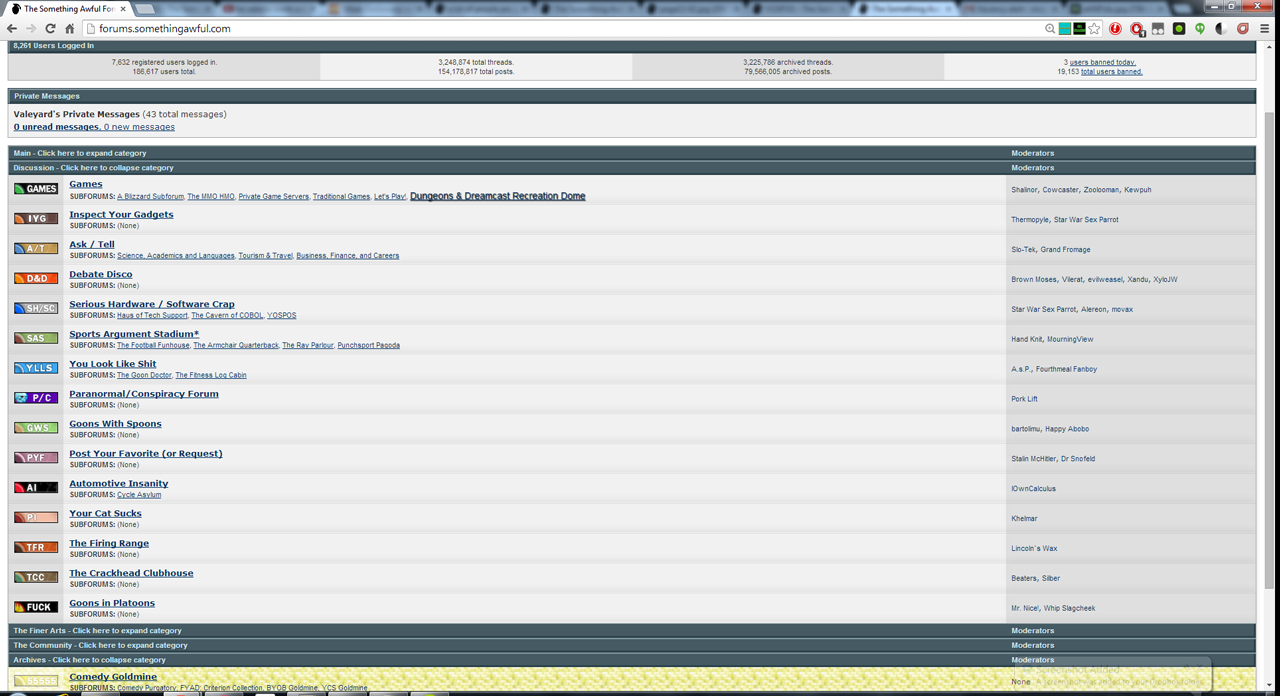 The Something Awful For
forums.somethingawful.com
8,261 Users Logged In
7,632 registered users logged in.
186,617 users total.
3,248,874 total threads.
154,178,817 total posts.
3,225,786 archived threads.
79,566,005 archived posts.
3 users banned today.
19,153 total users banned.
Private Messages
Valeyard's Private Messages (43 total messages)
0 unread messages, 0 new messages
Main - Click here to expand category Moderators
Discussion - Click here to collapse category Moderators
GAMES Games
SUBFORUMS: A Blizzard Subforum, The MMO HMO, Private Game Servers, Traditional Games, Let's Play!, Dungeons & Dreamcast Recreation Dome
Shalinor, Cowcaster, Zoolooman, Kewpuh
IYG Inspect Your Gadgets
SUBFORUMS: (None)
Thermopyle, Star War Sex Parrot
A/T Ask / Tell
SUBFORUMS: Science, Academics and Languages, Tourism & Travel, Business, Finance, and Careers
Slo-Tek, Grand Fromage
D&D Debate Disco
SUBFORUMS: (None)
Brown Moses, Vilerat, evilweasel, Xandu, XyloJW
SH/SC Serious Hardware / Software Crap
SUBFORUMS: Haus of Tech Support, The Cavern of COBOL, YOSPOS
Star War Sex Parrot, Alereon, movax
SAS Sports Argument Stadium*
SUBFORUMS: The Football Funhouse, The Armchair Quarterback, The Ray Parlour, Punchsport Pagoda
Hand Knit, MourningView
YLLS You Look Like Shit
SUBFORUMS: The Goon Doctor, The Fitness Log Cabin
A.s.P., Fourthmeal Fanboy
P/C Paranormal/Conspiracy Forum
SUBFORUMS: (None)
Pork Lift
GWS Goons With Spoons
SUBFORUMS: (None)
bartolimu, Happy Abobo
PYF Post Your Favorite (or Request)
SUBFORUMS: (None)
Stalin McHitler, Dr Snofeld
AI Automotive Insanity
SUBFORUMS: Cycle Asylum
IOwnCalculus
PI Your Cat Sucks
SUBFORUMS: (None)
Khelmar
TFR The Firing Range
SUBFORUMS: (None)
Lincoln`s Wax
TCC The Crackhead Clubhouse
SUBFORUMS: (None)
Beaters, Silber
FUCK Goons in Platoons
SUBFORUMS: (None)
Mr. Nice!, Whip Slagcheek
The Finer Arts - Click here to expand category Moderators
The Community - Click here to expand category Moderators
Archives - Click here to collapse category Moderators
55555 Comedy Goldmine
SUBFORUMS: Comedy Purgatory, FYAD: Criterion Collection, BYOB Goldmine, YCS Goldmine
None
Screenshot Added
A screenshot was added to your Dropbox